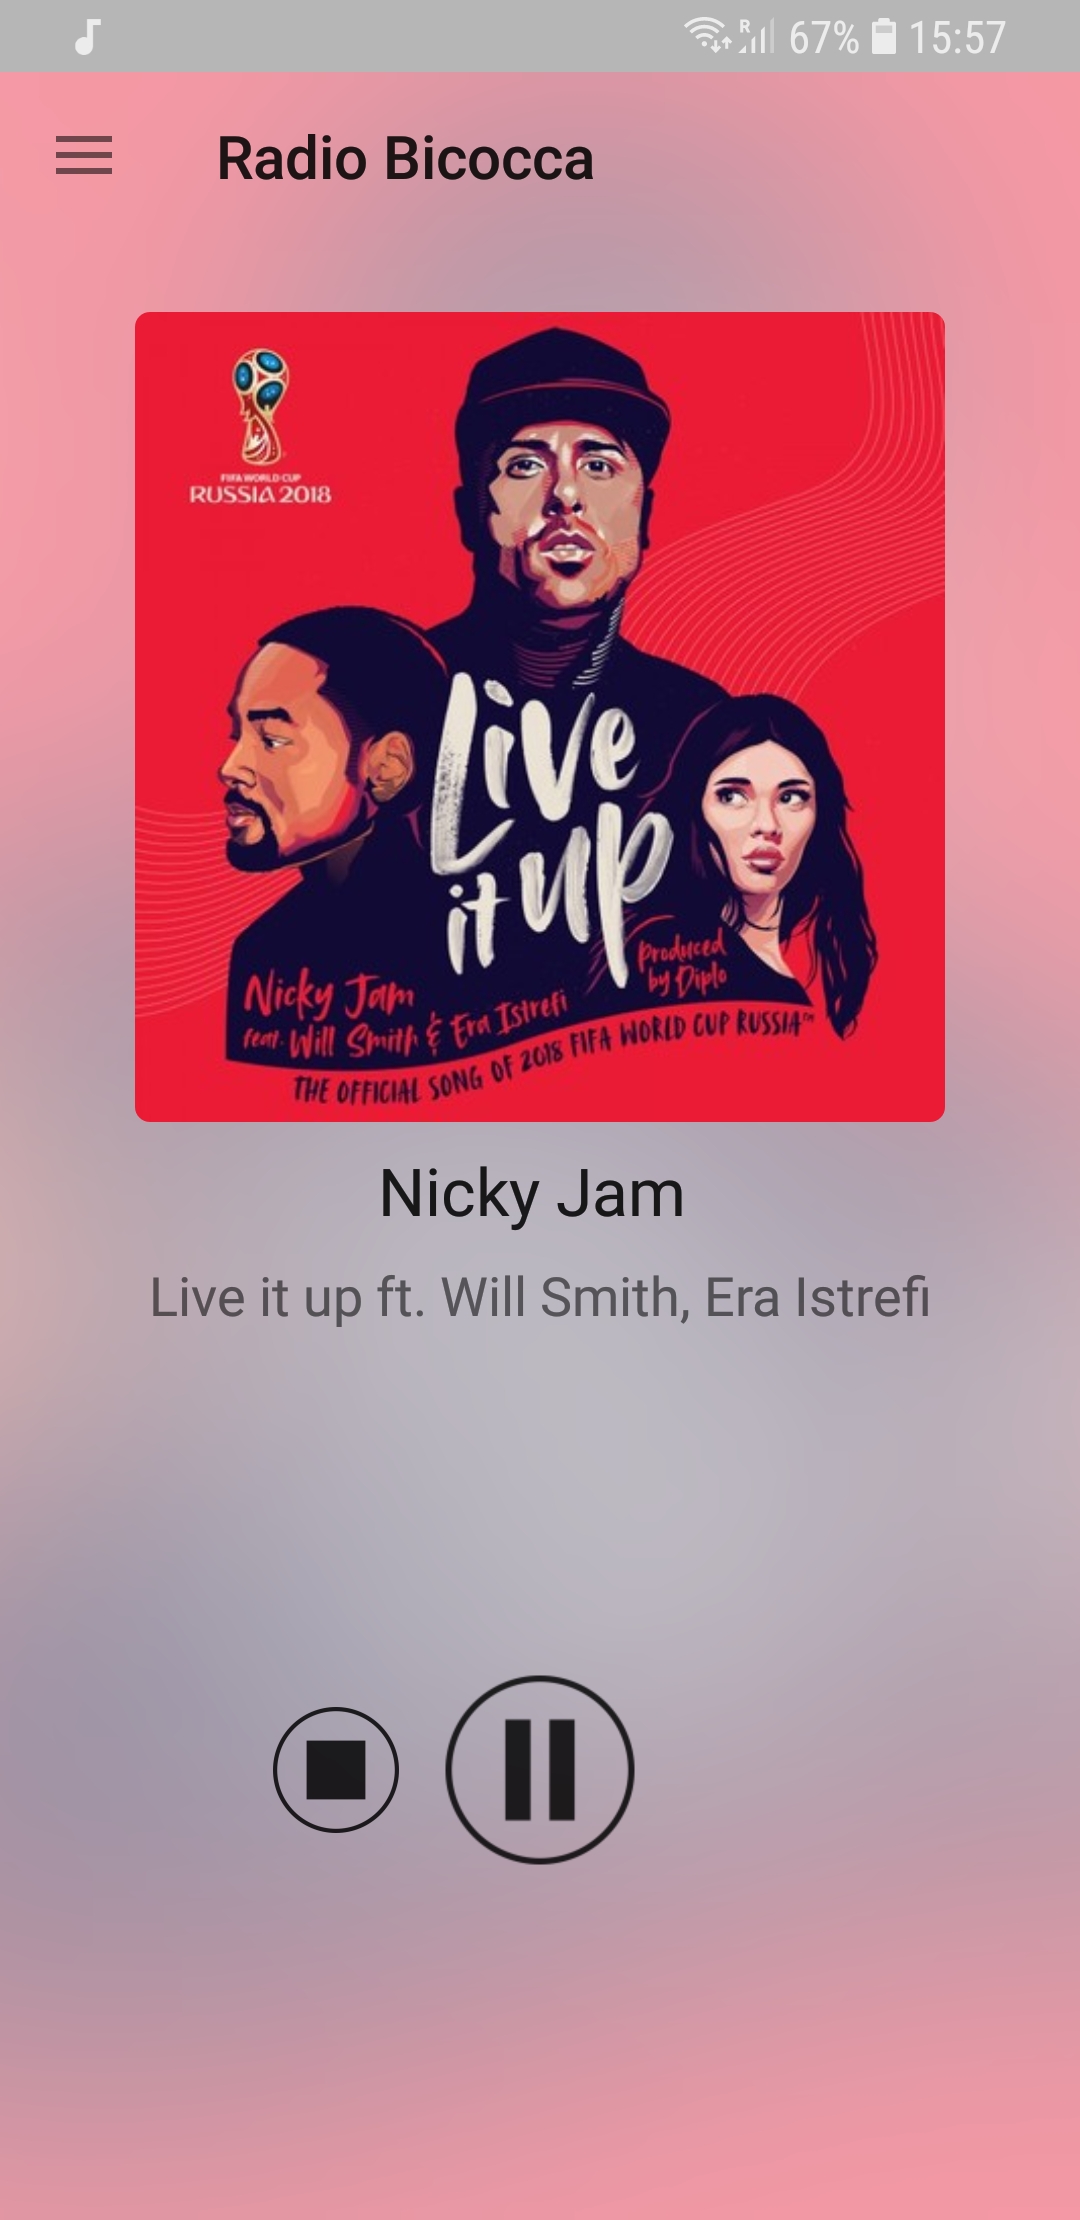 R 67% 15:57
Radio Bicocca
FIFA WORLD CUP
RUSSIA 2018
Live
it up
Produced
by Diplo
Nicky Jam
feat. Will Smith & Era Istrefi
THE OFFICIAL SONG OF 2018 FIFA WORLD CUP RUSSIA™
Nicky Jam
Live it up ft. Will Smith, Era Istrefi